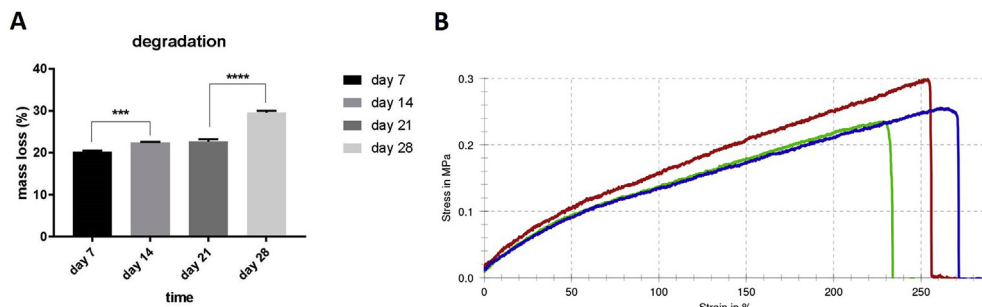 A
degradation
mass loss (%)
40
30
20
10
0
***
****
day 7
day 14
day 21
day 28
time
day 7
day 14
day 21
day 28
B
Stress in MPa
0.3
0.2
0.1
0.0
0
50
100
150
200
250
Strain in %